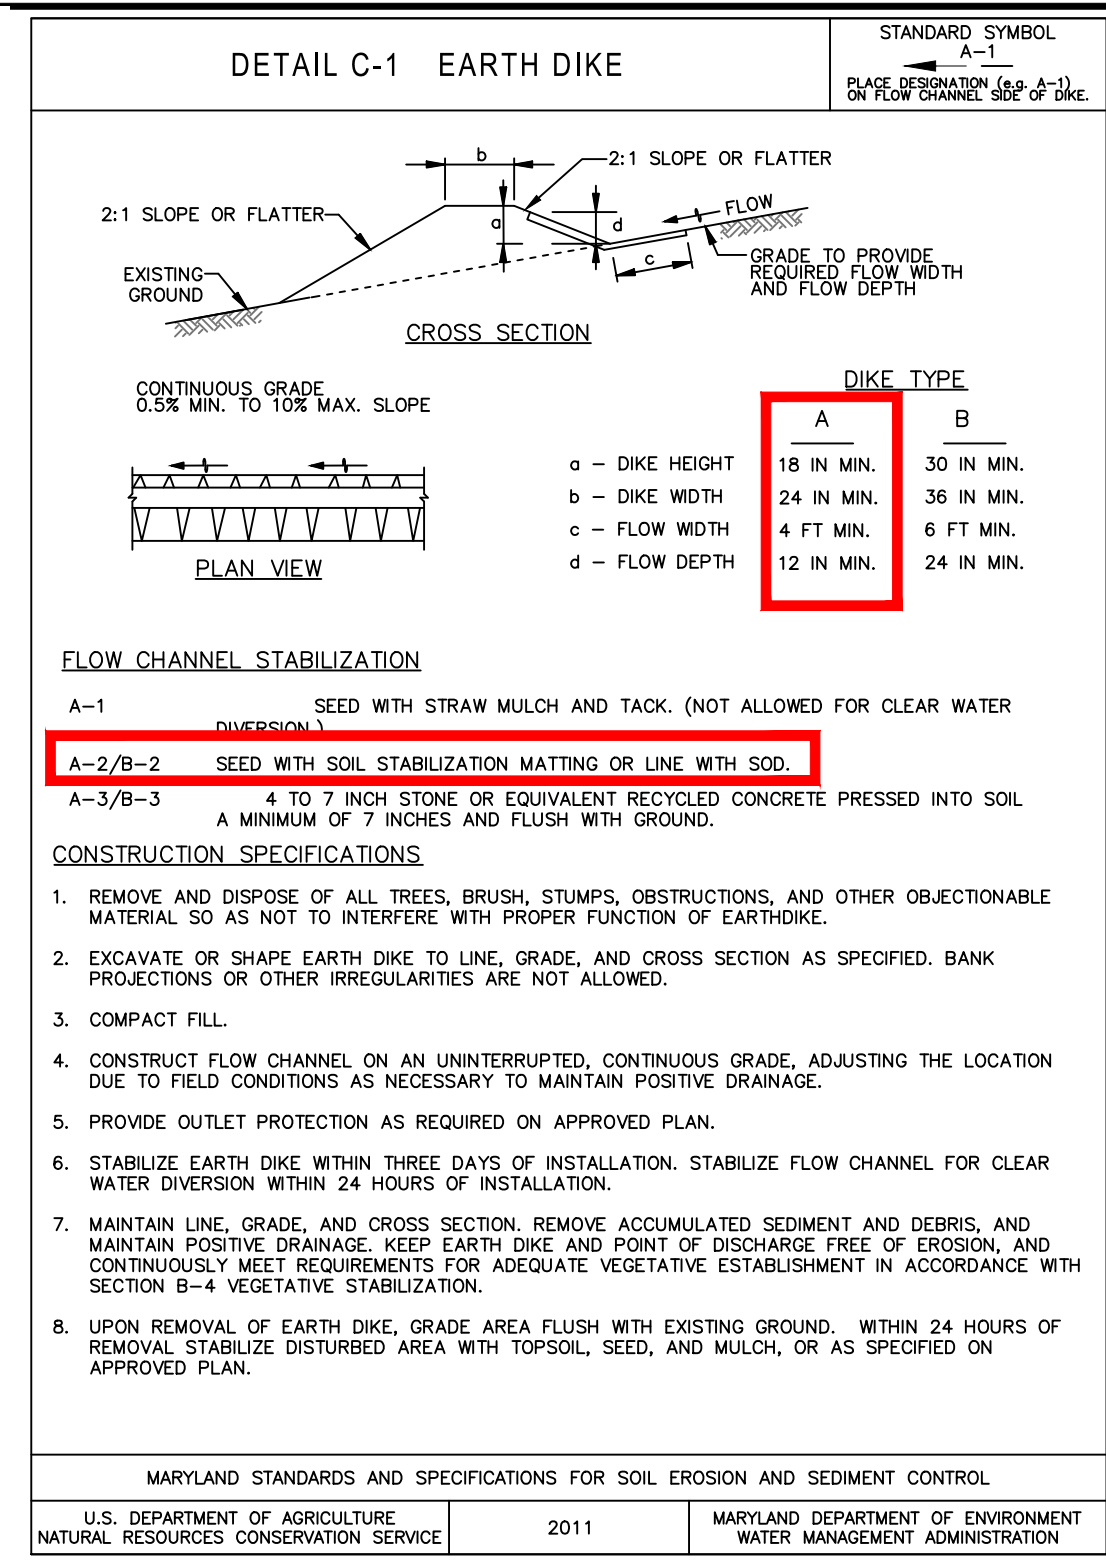 DETAIL C-1 EARTH DIKE
STANDARD SYMBOL
A-1
PLACE DESIGNATION (e.g. A-1)
ON FLOW CHANNEL SIDE OF DIKE.
b
2:1 SLOPE OR FLATTER
2:1 SLOPE OR FLATTER
a
d
FLOW
EXISTING
GROUND
c
GRADE TO PROVIDE
REQUIRED FLOW WIDTH
AND FLOW DEPTH
CROSS SECTION
CONTINUOUS GRADE
0.5% MIN. TO 10% MAX. SLOPE
PLAN VIEW
DIKE TYPE
A B
a - DIKE HEIGHT 18 IN MIN. 30 IN MIN.
b - DIKE WIDTH 24 IN MIN. 36 IN MIN.
c - FLOW WIDTH 4 FT MIN. 6 FT MIN.
d - FLOW DEPTH 12 IN MIN. 24 IN MIN.
FLOW CHANNEL STABILIZATION
A-1 SEED WITH STRAW MULCH AND TACK. (NOT ALLOWED FOR CLEAR WATER
DIVERSION.)
A-2/B-2 SEED WITH SOIL STABILIZATION MATTING OR LINE WITH SOD.
A-3/B-3 4 TO 7 INCH STONE OR EQUIVALENT RECYCLED CONCRETE PRESSED INTO SOIL
A MINIMUM OF 7 INCHES AND FLUSH WITH GROUND.
CONSTRUCTION SPECIFICATIONS
1. REMOVE AND DISPOSE OF ALL TREES, BRUSH, STUMPS, OBSTRUCTIONS, AND OTHER OBJECTIONABLE
MATERIAL SO AS NOT TO INTERFERE WITH PROPER FUNCTION OF EARTHDIKE.
2. EXCAVATE OR SHAPE EARTH DIKE TO LINE, GRADE, AND CROSS SECTION AS SPECIFIED. BANK
PROJECTIONS OR OTHER IRREGULARITIES ARE NOT ALLOWED.
3. COMPACT FILL.
4. CONSTRUCT FLOW CHANNEL ON AN UNINTERRUPTED, CONTINUOUS GRADE, ADJUSTING THE LOCATION
DUE TO FIELD CONDITIONS AS NECESSARY TO MAINTAIN POSITIVE DRAINAGE.
5. PROVIDE OUTLET PROTECTION AS REQUIRED ON APPROVED PLAN.
6. STABILIZE EARTH DIKE WITHIN THREE DAYS OF INSTALLATION. STABILIZE FLOW CHANNEL FOR CLEAR
WATER DIVERSION WITHIN 24 HOURS OF INSTALLATION.
7. MAINTAIN LINE, GRADE, AND CROSS SECTION. REMOVE ACCUMULATED SEDIMENT AND DEBRIS, AND
MAINTAIN POSITIVE DRAINAGE. KEEP EARTH DIKE AND POINT OF DISCHARGE FREE OF EROSION, AND
CONTINUOUSLY MEET REQUIREMENTS FOR ADEQUATE VEGETATIVE ESTABLISHMENT IN ACCORDANCE WITH
SECTION B-4 VEGETATIVE STABILIZATION.
8. UPON REMOVAL OF EARTH DIKE, GRADE AREA FLUSH WITH EXISTING GROUND. WITHIN 24 HOURS OF
REMOVAL STABILIZE DISTURBED AREA WITH TOPSOIL, SEED, AND MULCH, OR AS SPECIFIED ON
APPROVED PLAN.
MARYLAND STANDARDS AND SPECIFICATIONS FOR SOIL EROSION AND SEDIMENT CONTROL
U.S. DEPARTMENT OF AGRICULTURE
NATURAL RESOURCES CONSERVATION SERVICE
2011
MARYLAND DEPARTMENT OF ENVIRONMENT
WATER MANAGEMENT ADMINISTRATION